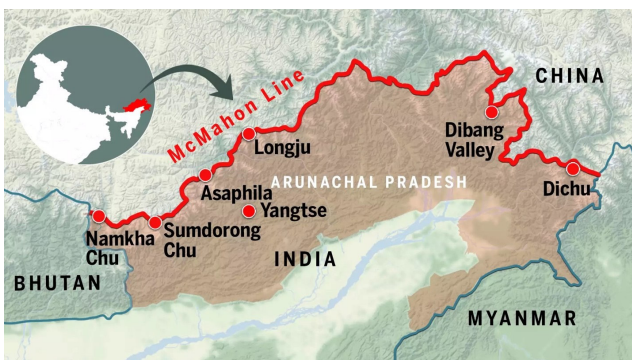 CHINA
McMahon Line
Longju
Dibang
Valley
Asaphila
ARUNACHAL PRADESH
Dichu
Yangtse
Namkha
Chu
Sumdorong
Chu
INDIA
BHUTAN
MYANMAR